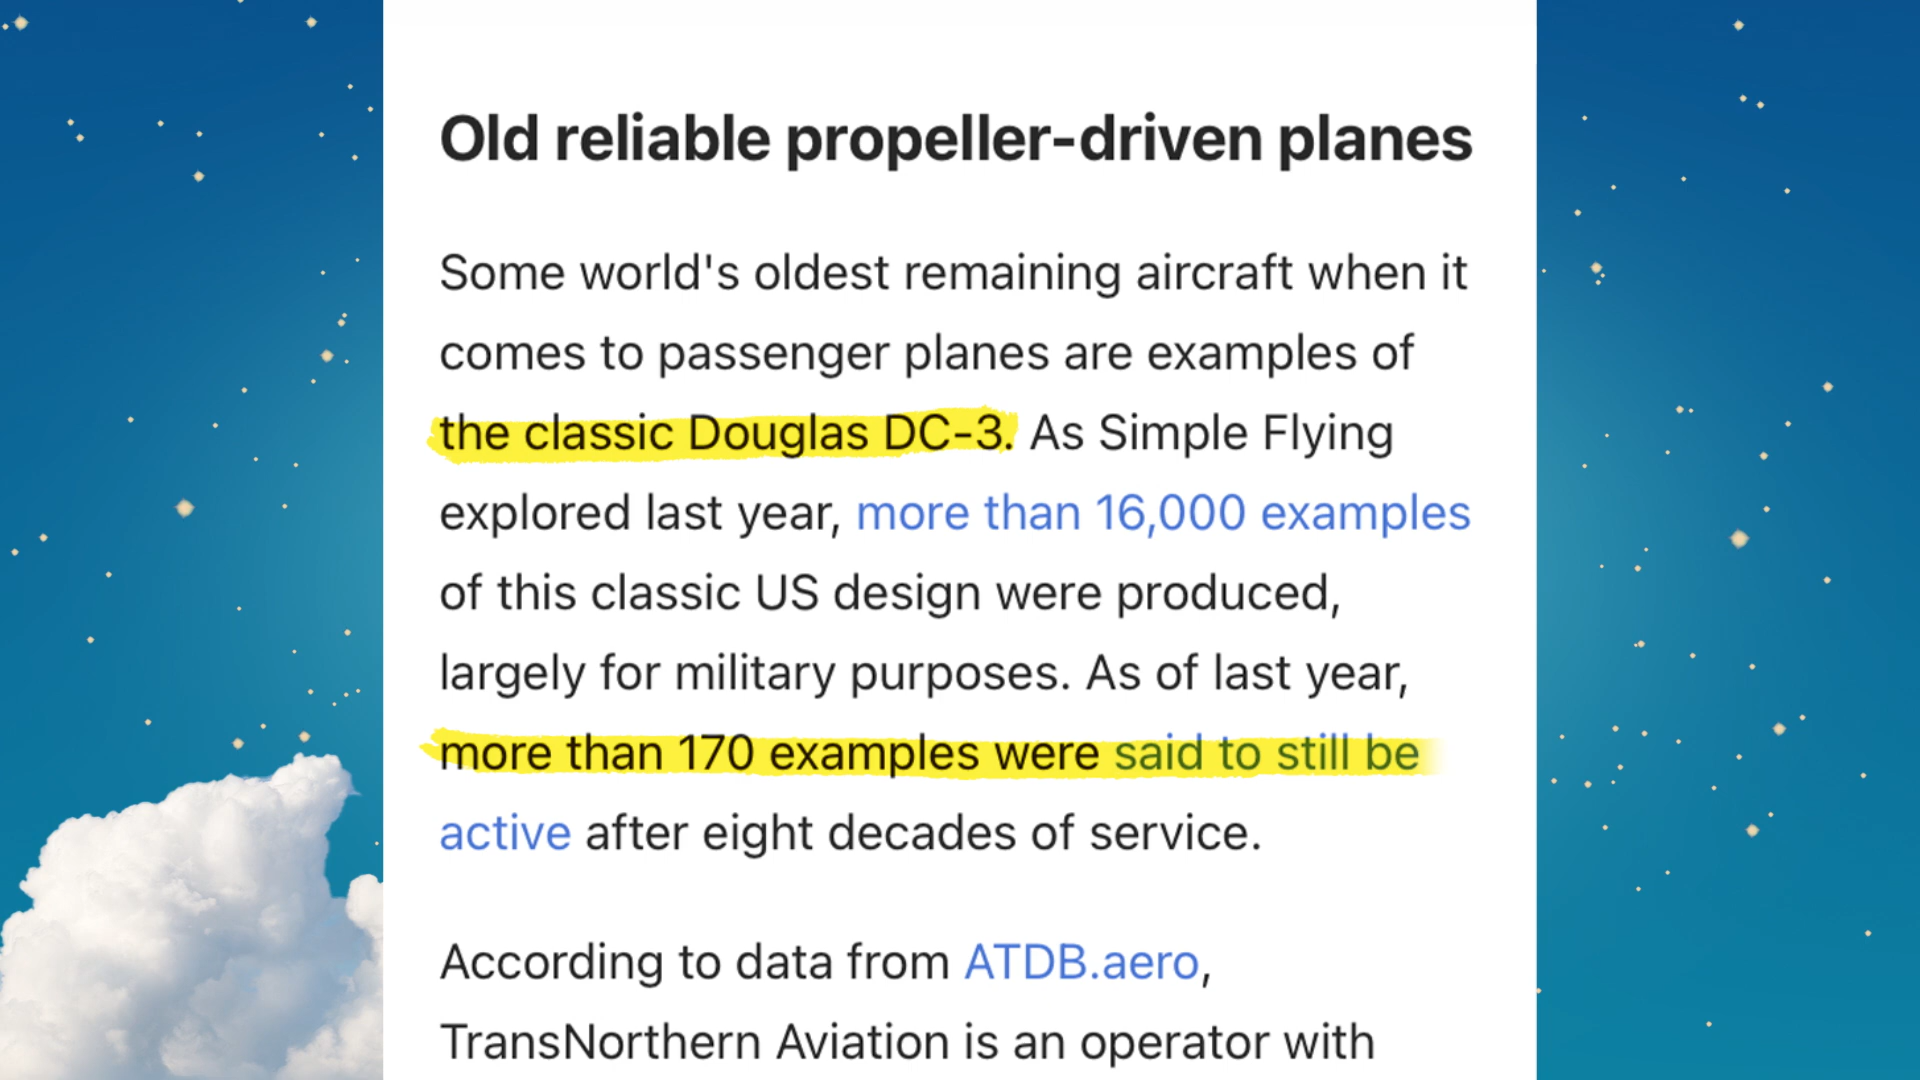 Old reliable propeller-driven planes
Some world's oldest remaining aircraft when it
comes to passenger planes are examples of
the classic Douglas DC-3. As Simple Flying
explored last year, more than 16,000 examples
of this classic US design were produced,
largely for military purposes. As of last year,
more than 170 examples were said to still be
active after eight decades of service.
According to data from ATDB.aero,
TransNorthern Aviation is an operator with